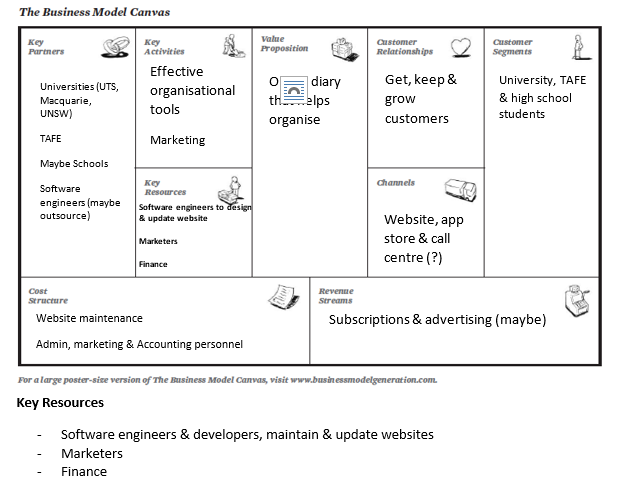 The Business Model Canvas
Key
Partners
Universities (UTS,
Macquarie,
UNSW)
TAFE
Maybe Schools
Software
engineers (maybe
outsource)
Key
Activities
Effective
organisational
tools
Marketing
Key
Resources
Software engineers to design
& update website
Marketers
Finance
Value
Proposition
diary
organise
Customer
Relationships
Get, keep &
grow
customers
Channels
Website, app
store & call
centre (?)
Customer
Segments
University, TAFE
& high school
students
Cost
Structure
Website maintenance
Admin, marketing & Accounting personnel
Revenue
Streams
Subscriptions & advertising (maybe)
For a large poster-size version of The Business Model Canvas, visit www.businessmodelgeneration.com.
Key Resources
- Software engineers & developers, maintain & update websites
- Marketers
- Finance